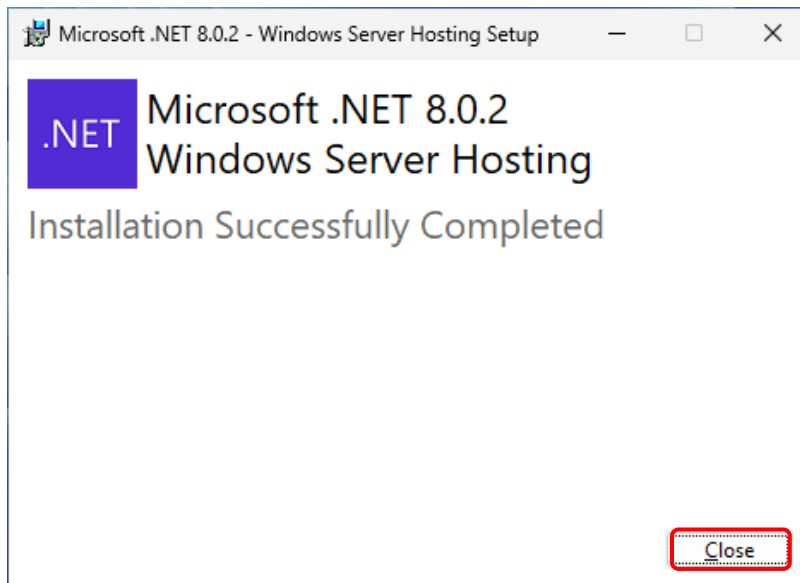 Microsoft .NET 8.0.2 - Windows Server Hosting Setup
.NET
Microsoft .NET 8.0.2
Windows Server Hosting
Installation Successfully Completed
Close